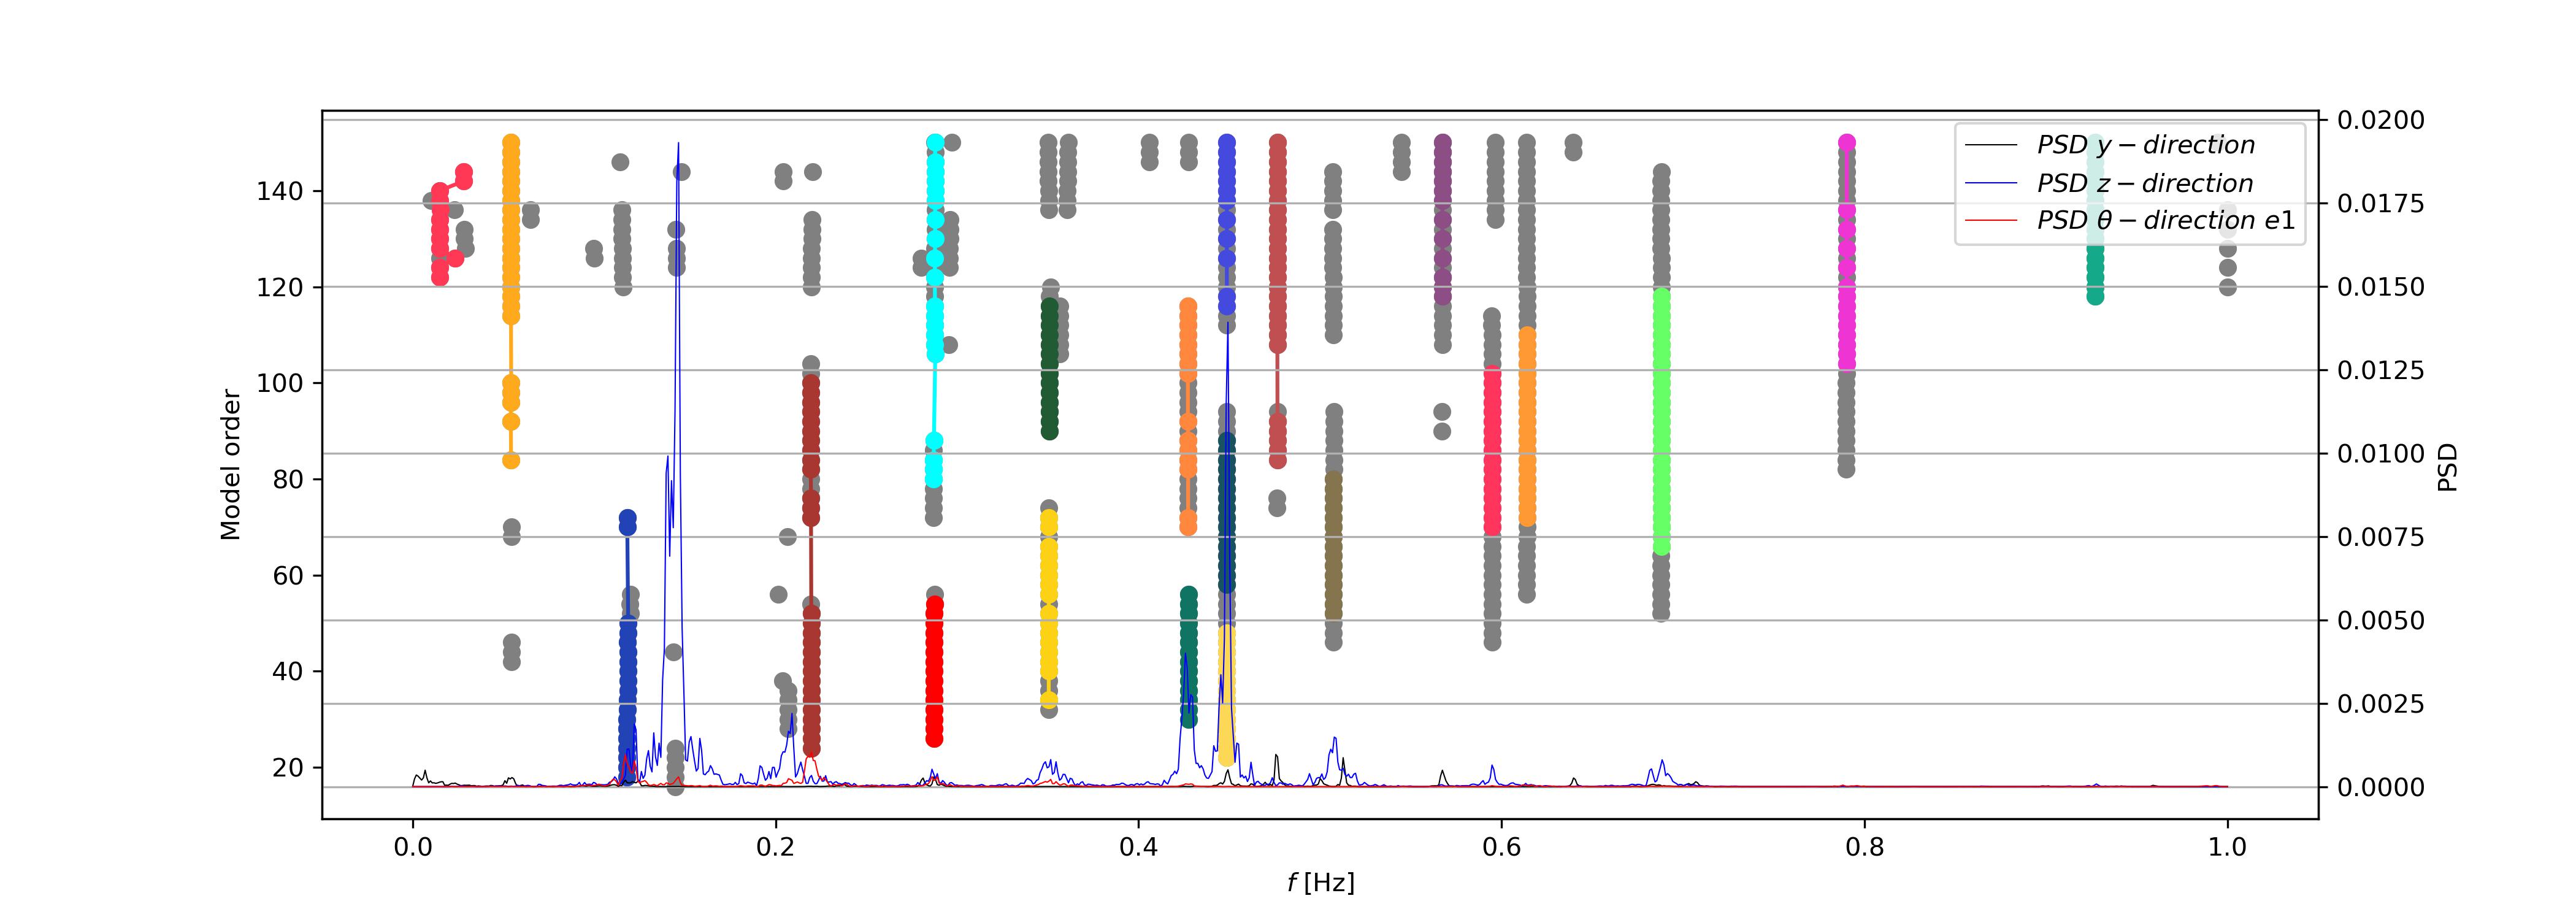 PSD y − direction
PSD z − direction
PSD θ − direction e1
Model order
140
120
100
80
60
40
20
0.0200
0.0175
0.0150
0.0125
0.0100
0.0075
0.0050
0.0025
0.0000
PSD
0.0 0.2 0.4 0.6 0.8 1.0
f [Hz]